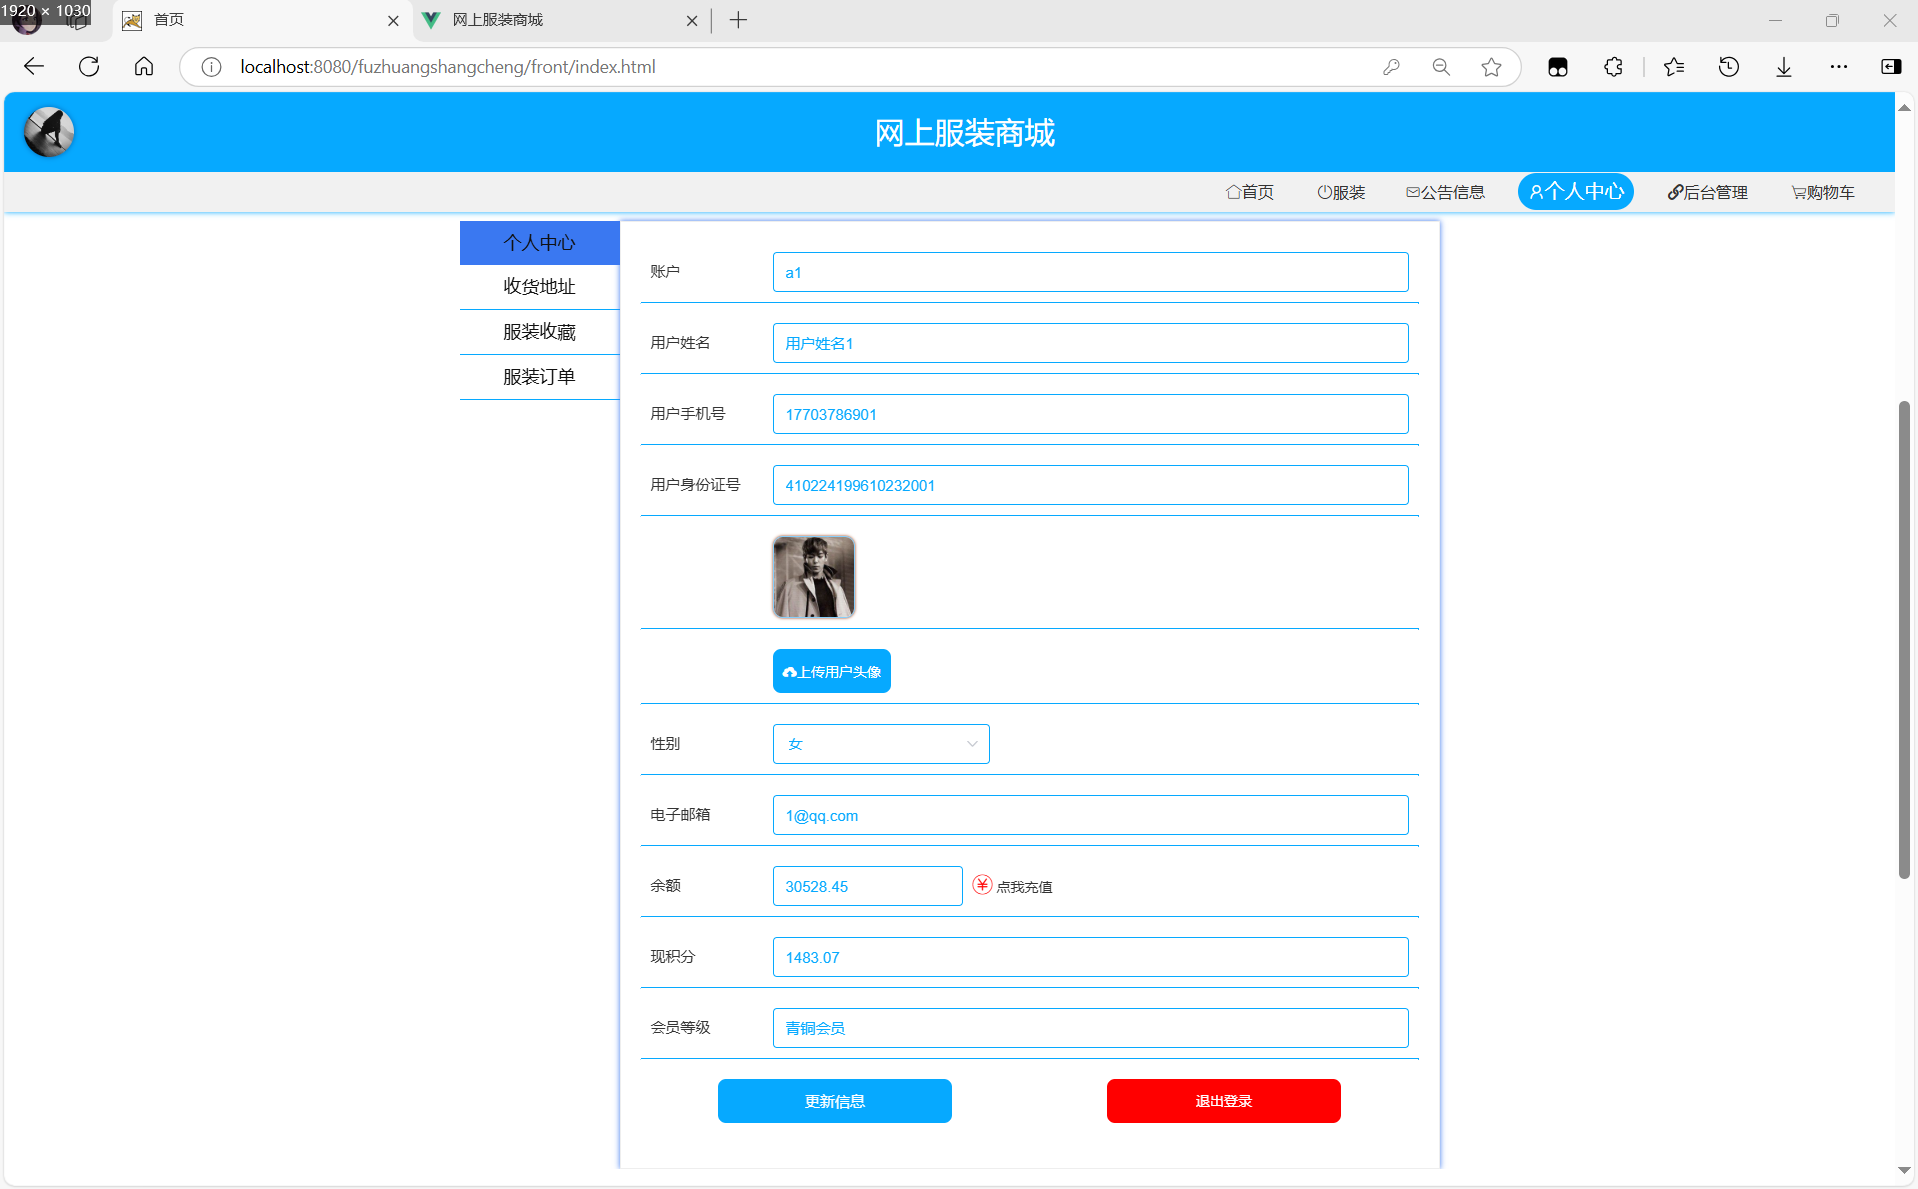 1920 × 1030
首页
网上服装商城
localhost:8080/fuzhuangshangcheng/front/index.html
网上服装商城
首页
服装
公告信息
个人中心
后台管理
购物车
个人中心
收货地址
服装收藏
服装订单
账户
a1
用户姓名
用户姓名1
用户手机号
17703786901
用户身份证号
410224199610232001
上传用户头像
性别
女
电子邮箱
1@qq.com
余额
30528.45
点我充值
现积分
1483.07
会员等级
青铜会员
更新信息
退出登录